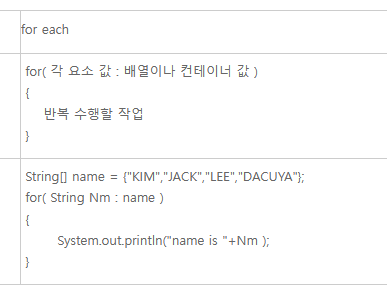 for each
for( 각 요소 값 : 배열이나 컨테이너 값 )
{
반복 수행할 작업
}
String[] name = {"KIM","JACK","LEE","DACUYA"};
for( String Nm : name )
{
System.out.println("name is "+Nm );
}